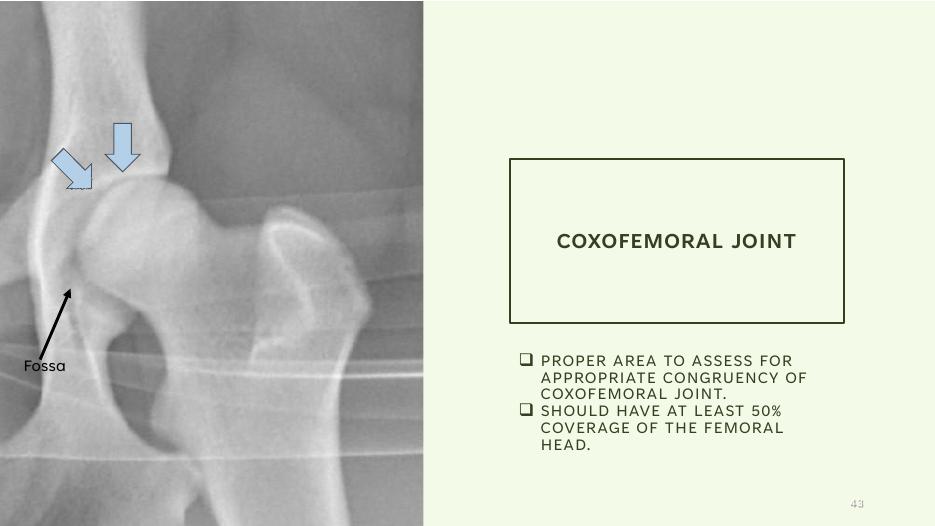 Fossa
COXOFEMORAL JOINT
❑ PROPER AREA TO ASSESS FOR
APPROPRIATE CONGRUENCY OF
COXOFEMORAL JOINT.
❑ SHOULD HAVE AT LEAST 50%
COVERAGE OF THE FEMORAL
HEAD.
43